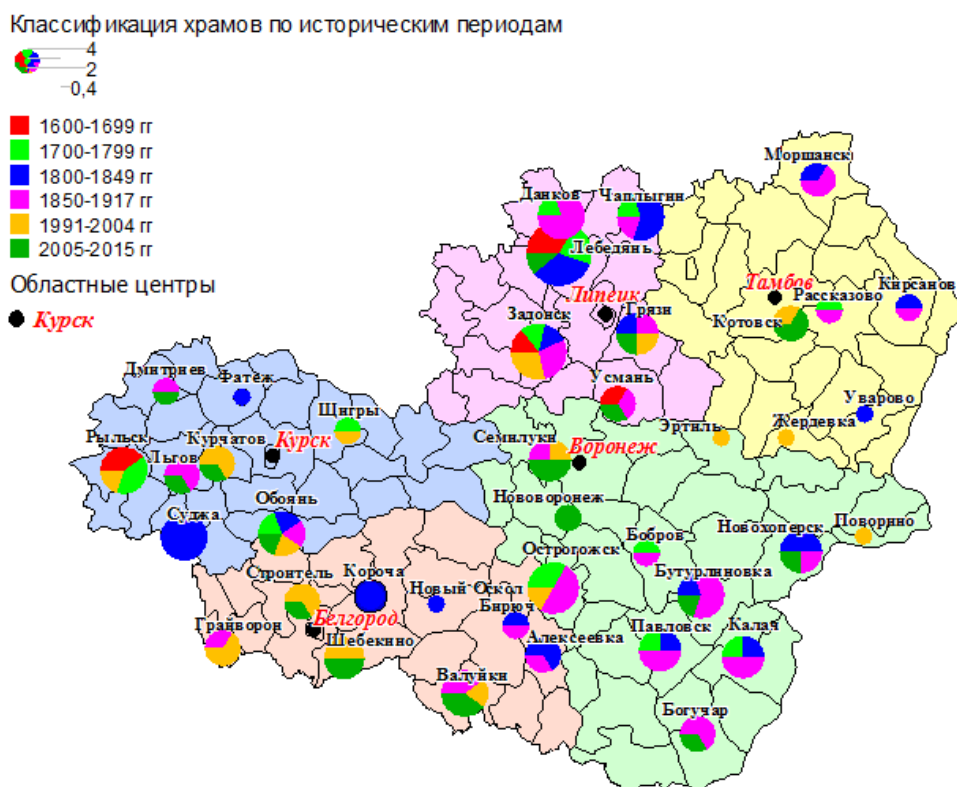 Классификация храмов по историческим периодам
4
2
0,4
1600-1699 гг
1700-1799 гг
1800-1849 гг
1850-1917 гг
1991-2004 гг
2005-2015 гг
Областные центры
Курск
Моршанск
Данков
Чаплыгин
Лебедянь
Липецк
Тамбов
Рассказово
Кирсанов
Котовск
Задонск
Грязи
Усмань
Уварово
Жердевка
Эртиль
Дмитриев
Фатеж
Щигры
Рыльск
Курчатов
Курск
Льгов
Семилуки
Воронеж
Обоянь
Суджа
Нововоронеж
Новохоперск
Поворино
Бобров
Острогожск
Бутурлиновка
Строитель
Короча
Новый Оскол
Бирюч
Белгород
Грайворон
Шебекино
Алексеевка
Павловск
Калач
Валуйки
Богучар